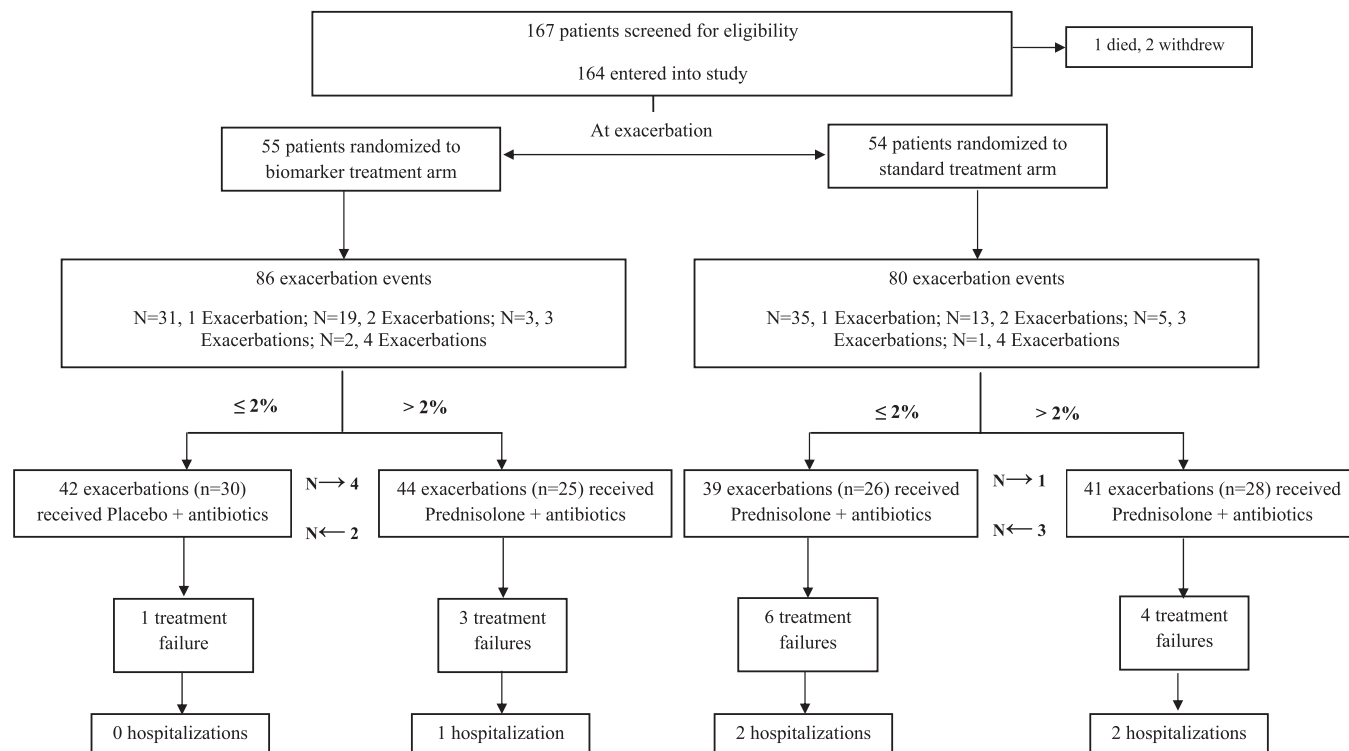 167 patients screened for eligibility
164 entered into study
1 died, 2 withdrew
At exacerbation
55 patients randomized to
biomarker treatment arm
54 patients randomized to
standard treatment arm
86 exacerbation events
N=31, 1 Exacerbation; N=19, 2 Exacerbations; N=3, 3
Exacerbations; N=2, 4 Exacerbations
80 exacerbation events
N=35, 1 Exacerbation; N=13, 2 Exacerbations; N=5, 3
Exacerbations; N=1, 4 Exacerbations
≤ 2%
> 2%
≤ 2%
> 2%
42 exacerbations (n=30)
received Placebo + antibiotics
N→ 4
N← 2
44 exacerbations (n=25) received
Prednisolone + antibiotics
39 exacerbations (n=26) received
Prednisolone + antibiotics
N→ 1
N← 3
41 exacerbations (n=28) received
Prednisolone + antibiotics
1 treatment
failure
3 treatment
failures
6 treatment
failures
4 treatment
failures
0 hospitalizations
1 hospitalization
2 hospitalizations
2 hospitalizations